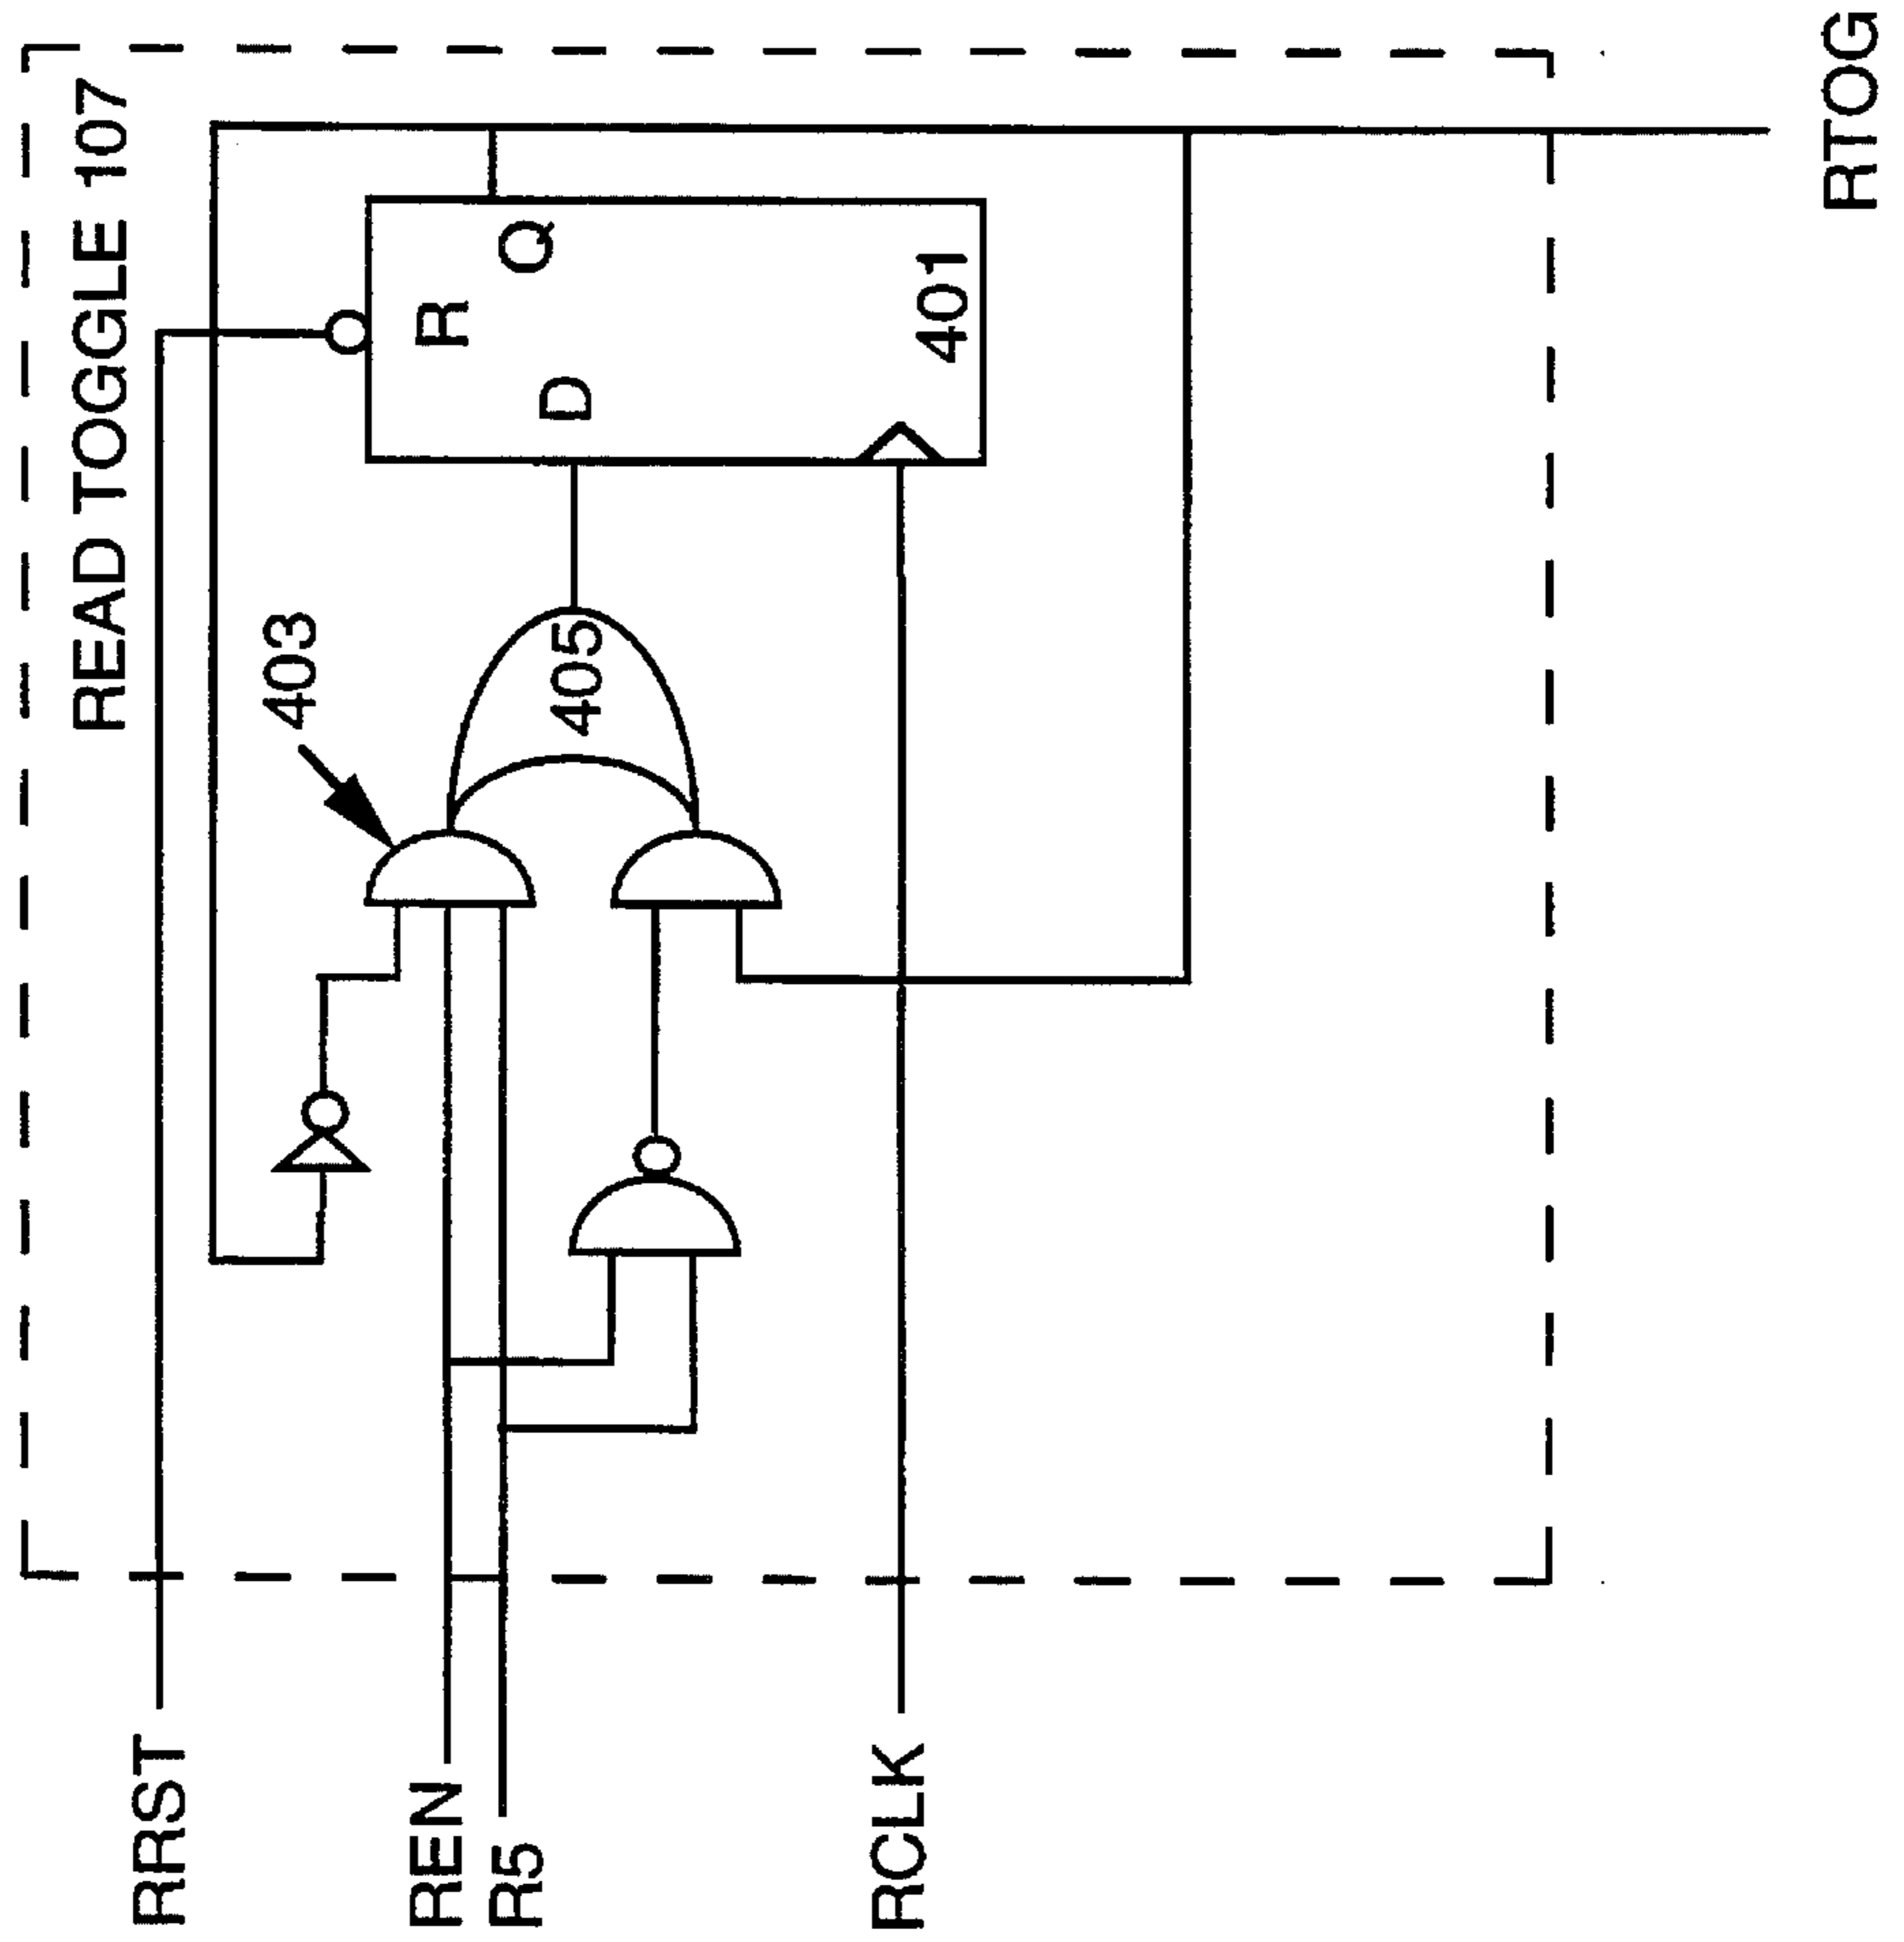 READ TOGGLE 107
RRST
403
R
Q
D
REN
R5
405
401
RCLK
RTOG